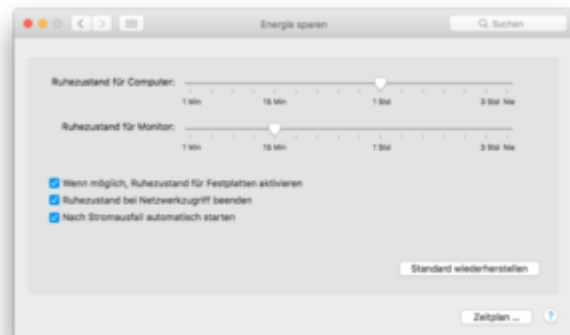 Energie sparen
Suchen
Ruhezustand für Computer:
1 Min 15 Min 1 Std 3 Std Nie
Ruhezustand für Monitor:
1 Min 15 Min 1 Std 3 Std Nie
Wenn möglich, Ruhezustand für Festplatten aktivieren
Ruhezustand bei Netzwerkzugriff beenden
Nach Stromausfall automatisch starten
Standard wiederherstellen
Zeitplan ... ?